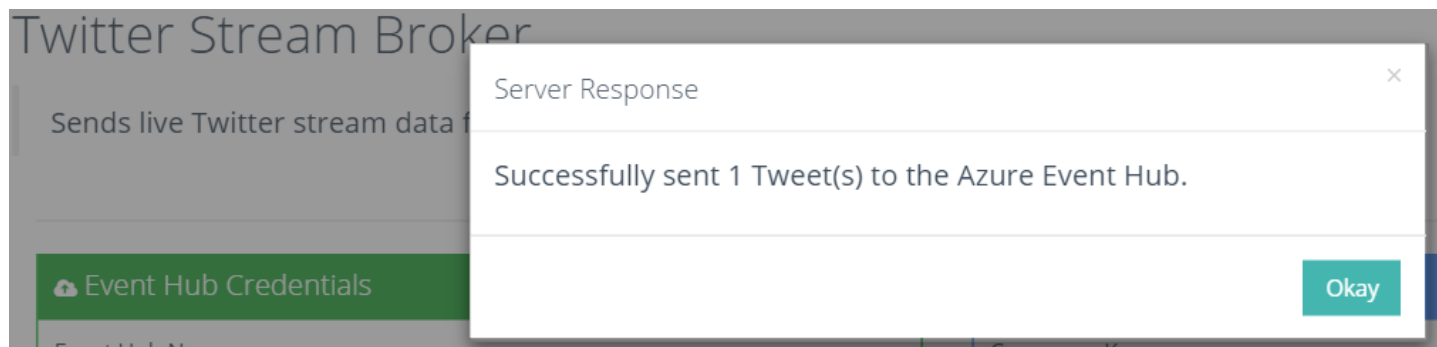 Twitter Stream Broker
Server Response
×
Sends live Twitter stream data
Successfully sent 1 Tweet(s) to the Azure Event Hub.
Event Hub Credentials
Okay